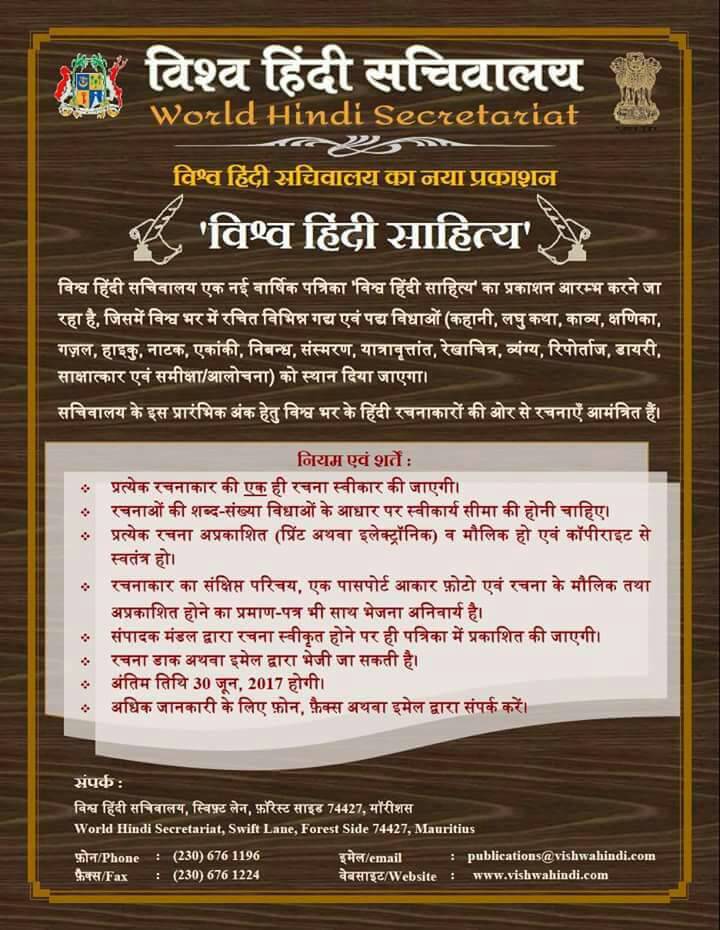 विश्व हिंदी सचिवालय
World Hindi Secretariat
विश्व हिंदी सचिवालय का नया प्रकाशन
'विश्व हिंदी साहित्य'
विश्व हिंदी सचिवालय एक नई वार्षिक पत्रिका 'विश्व हिंदी साहित्य' का प्रकाशन आरम्भ करने जा
रहा है, जिसमें विश्व भर में रचित विभिन्न गद्य एवं पद्य विधाओं (कहानी, लघु कथा, काव्य, क्षणिका,
गज़ल, हाइकु, नाटक, एकांकी, निबन्ध, संस्मरण, यात्रावृत्तांत, रेखाचित्र, व्यंग्य, रिपोर्ताज, डायरी,
साक्षात्कार एवं समीक्षा/आलोचना) को स्थान दिया जाएगा।
सचिवालय के इस प्रारंभिक अंक हेतु विश्व भर के हिंदी रचनाकारों की ओर से रचनाएँ आमंत्रित हैं।
नियम एवं शर्तें :
❖ प्रत्येक रचनाकार की एक ही रचना स्वीकार की जाएगी।
❖ रचनाओं की शब्द-संख्या विधाओं के आधार पर स्वीकार्य सीमा की होनी चाहिए।
❖ प्रत्येक रचना अप्रकाशित (प्रिंट अथवा इलेक्ट्रॉनिक) व मौलिक हो एवं कॉपीराइट से
स्वतंत्र हो।
❖ रचनाकार का संक्षिप्त परिचय, एक पासपोर्ट आकार फ़ोटो एवं रचना के मौलिक तथा
अप्रकाशित होने का प्रमाण-पत्र भी साथ भेजना अनिवार्य है।
❖ संपादक मंडल द्वारा रचना स्वीकृत होने पर ही पत्रिका में प्रकाशित की जाएगी।
❖ रचना डाक अथवा इमेल द्वारा भेजी जा सकती है।
❖ अंतिम तिथि 30 जून, 2017 होगी।
❖ अधिक जानकारी के लिए फ़ोन, फ़ैक्स अथवा इमेल द्वारा संपर्क करें।
संपर्क :
विश्व हिंदी सचिवालय, स्विफ़्ट लेन, फ़ॉरेस्ट साइड 74427, मॉरीशस
World Hindi Secretariat, Swift Lane, Forest Side 74427, Mauritius
फ़ोन/Phone : (230) 676 1196 इमेल/email : publications@vishwahindi.com
फ़ैक्स/Fax : (230) 676 1224 वेबसाइट/Website : www.vishwahindi.com